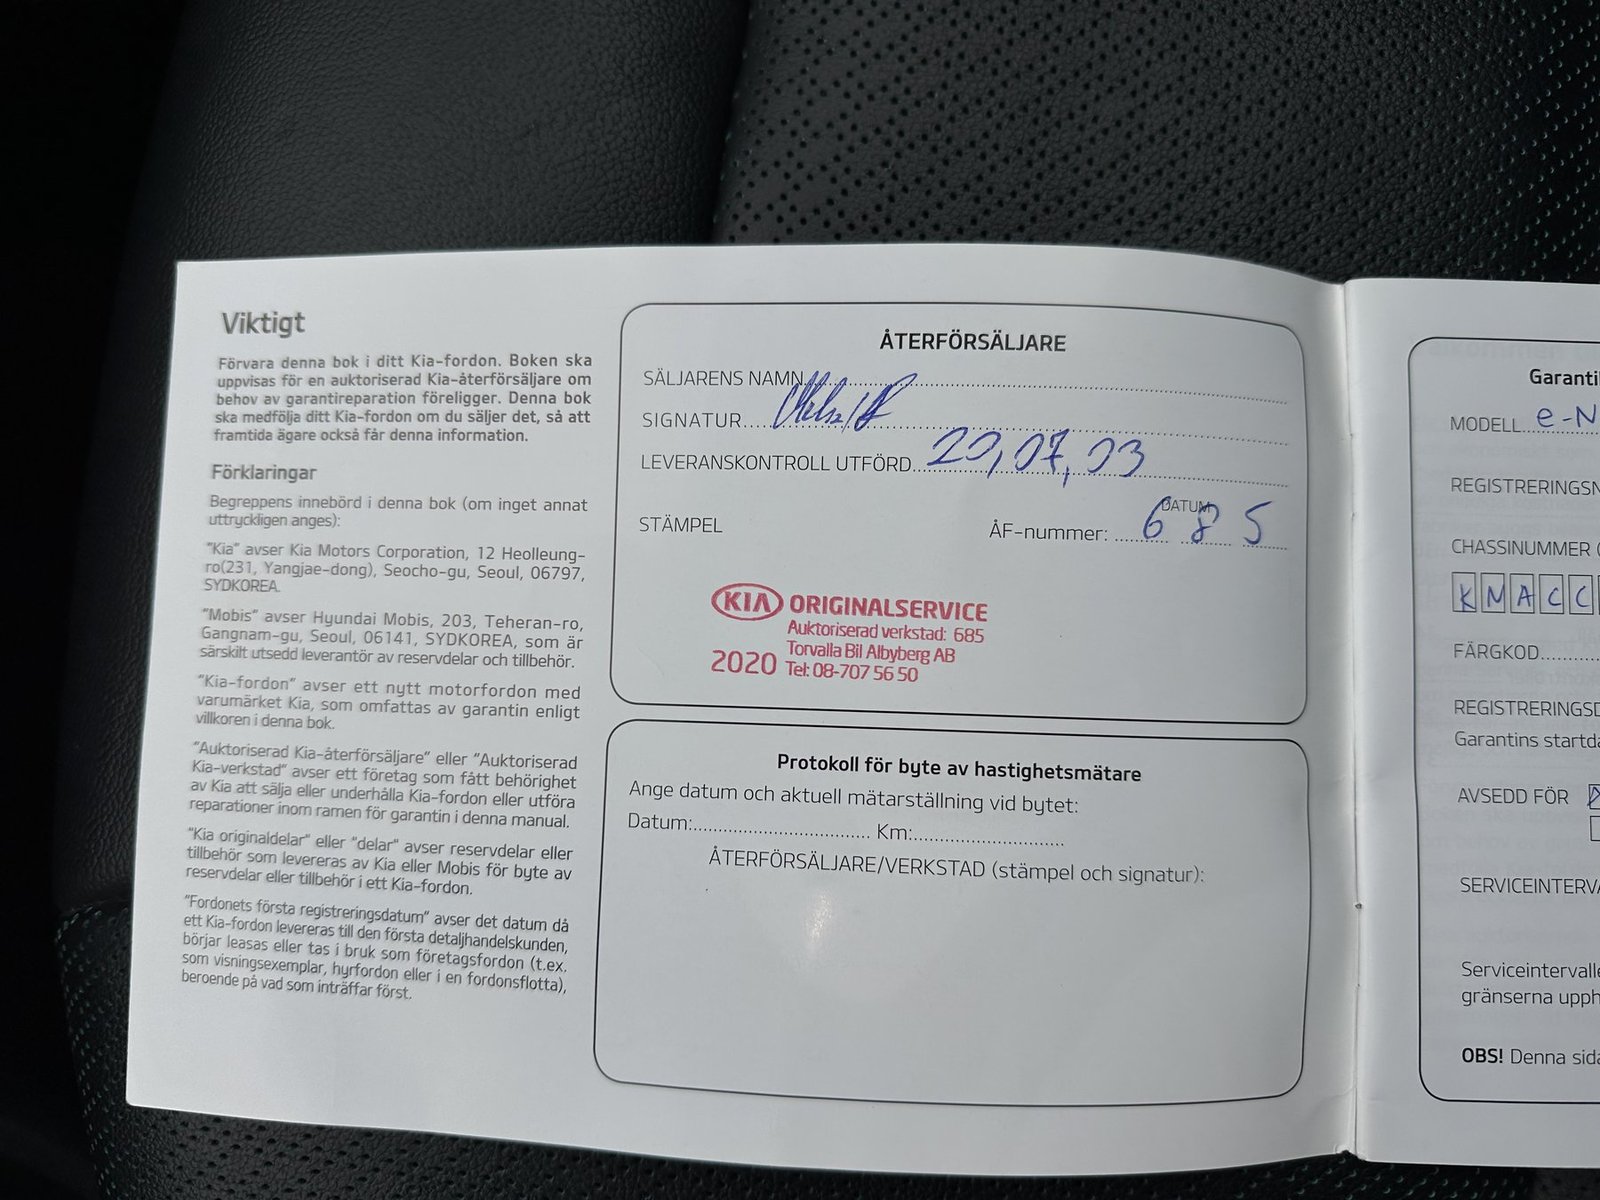 Viktigt
Förvara denna bok i ditt Kia-fordon. Boken ska
uppvisas för en auktoriserad Kia-återförsäljare om
behov av garantireparation föreligger. Denna bok
ska medfölja ditt Kia-fordon om du säljer det, så att
framtida ägare också får denna information.
Förklaringar
Begreppens innebörd i denna bok (om inget annat
uttryckligen anges):
"Kia" avser Kia Motors Corporation, 12 Heolleung-
ro(231, Yangjae-dong), Seocho-gu, Seoul, 06797,
SYDKOREA.
"Mobis" avser Hyundai Mobis, 203, Teheran-ro,
Gangnam-gu, Seoul, 06141, SYDKOREA, som är
särskilt utsedd leverantör av reservdelar och tillbehör.
"Kia-fordon" avser ett nytt motorfordon med
varumärket Kia, som omfattas av garantin enligt
villkoren i denna bok.
"Auktoriserad Kia-återförsäljare" eller "Auktoriserad
Kia-verkstad" avser ett företag som fått behörighet
av Kia att sälja eller underhålla Kia-fordon eller utföra
reparationer inom ramen för garantin i denna manual.
"Kia originaldelar" eller "delar" avser reservdelar eller
tillbehör som levereras av Kia eller Mobis för byte av
reservdelar eller tillbehör i ett Kia-fordon.
"Fordonets första registreringsdatum" avser det datum då
ett Kia-fordon levereras till den första detaljhandelskunden,
börjar leasas eller tas i bruk som företagsfordon (t.ex.
som visningsexemplar, hyrfordon eller i en fordonsflotta),
beroende på vad som inträffar först.
ÅTERFÖRSÄLJARE
SÄLJARENS NAMN
SIGNATUR
LEVERANSKONTROLL UTFÖRD 20,07,03
DATUM
STÄMPEL ÅF-nummer: 685
KIA ORIGINALSERVICE
Auktoriserad verkstad: 685
Torvalla Bil Albyberg AB
2020 Tel: 08-707 56 50
Protokoll för byte av hastighetsmätare
Ange datum och aktuell mätarställning vid bytet:
Datum: Km:
ÅTERFÖRSÄLJARE/VERKSTAD (stämpel och signatur):
Garanti
MODELL e-N
REGISTRERINGSN
CHASSINUMMER (
KNACC
FÄRGKOD
REGISTRERINGSD
Garantins startda
AVSEDD FÖR
SERVICEINTERVA
Serviceintervalle
gränserna upph
OBS! Denna sida